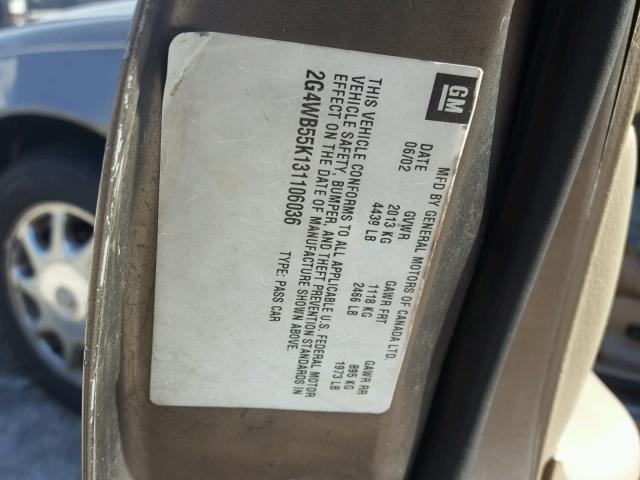 GM
MFD BY GENERAL MOTORS OF CANADA LTD.
DATE GVWR GAWR FRT GAWR RR
06/02 2013 KG 1118 KG 895 KG
4439 LB 2466 LB 1973 LB
THIS VEHICLE CONFORMS TO ALL APPLICABLE U.S. FEDERAL MOTOR
VEHICLE SAFETY, BUMPER, AND THEFT PREVENTION STANDARDS IN
EFFECT ON THE DATE OF MANUFACTURE SHOWN ABOVE.
2G4WB55K131106036 TYPE: PASS CAR